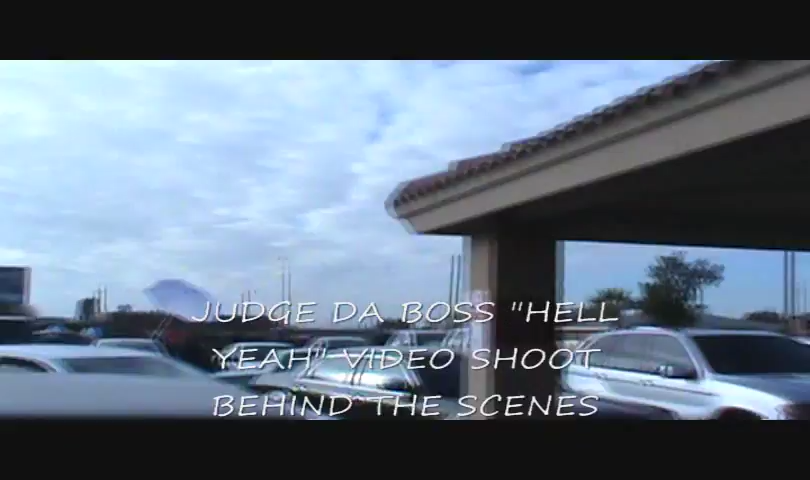 JUDGE DA BOSS "HELL
YEAH" VIDEO SHOOT
BEHIND THE SCENES